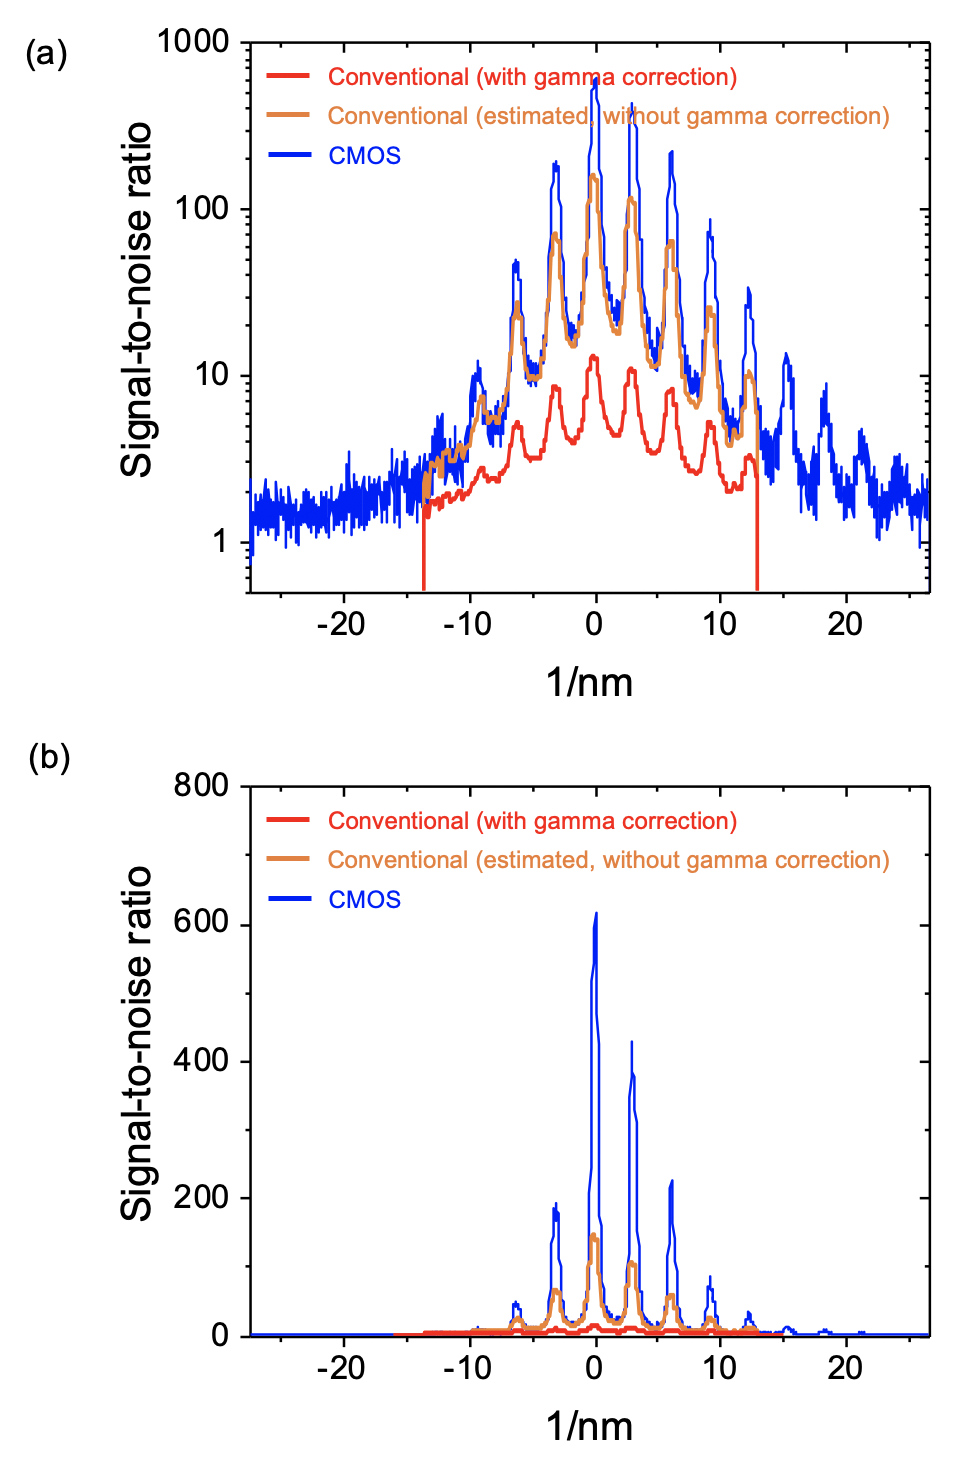 (a)
1000
100
10
1
Signal-to-noise ratio
Conventional (with gamma correction)
Conventional (estimated, without gamma correction)
CMOS
-20 -10 0 10 20
1/nm
(b)
800
600
400
200
0
Signal-to-noise ratio
Conventional (with gamma correction)
Conventional (estimated, without gamma correction)
CMOS
-20 -10 0 10 20
1/nm